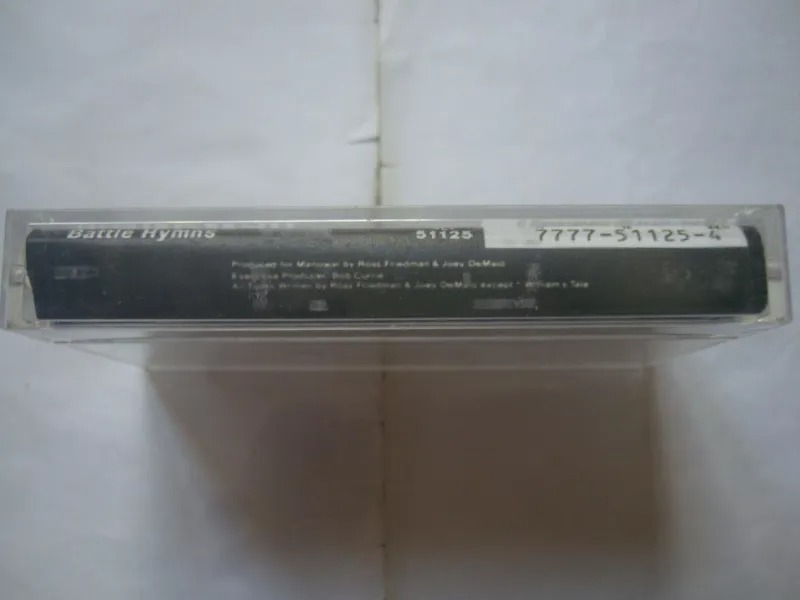 Battle Hymns 51125 7777-51125-4
Produced for Manowar by Ross Friedman & Joey DeMaio
Executive Producer: Bob Currie
All Tracks Written by Ross Friedman & Joey DeMaio except * William's Tale